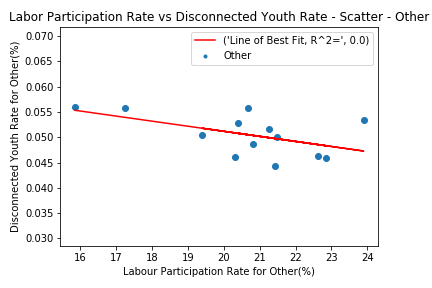 Labor Participation Rate vs Disconnected Youth Rate - Scatter - Other
('Line of Best Fit, R^2=', 0.0)
Other
Disconnected Youth Rate for Other(%)
0.070
0.065
0.060
0.055
0.050
0.045
0.040
0.035
0.030
16 17 18 19 20 21 22 23 24
Labour Participation Rate for Other(%)